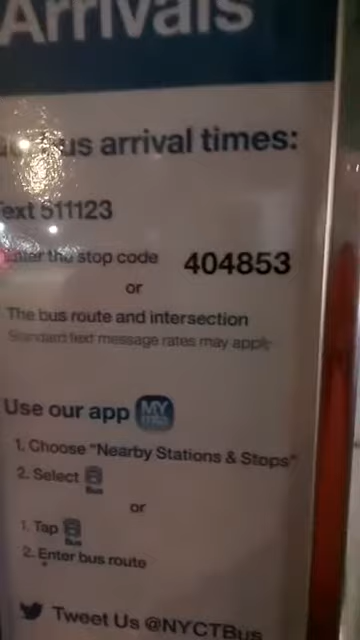 Arrivals
bus arrival times:
Text 511123
Enter the stop code 404853
or
The bus route and intersection
Standard text message rates may apply
Use our app MY mta
1. Choose "Nearby Stations & Stops"
2. Select Bus
or
1. Tap Bus
2. Enter bus route
Tweet Us @NYCTBus